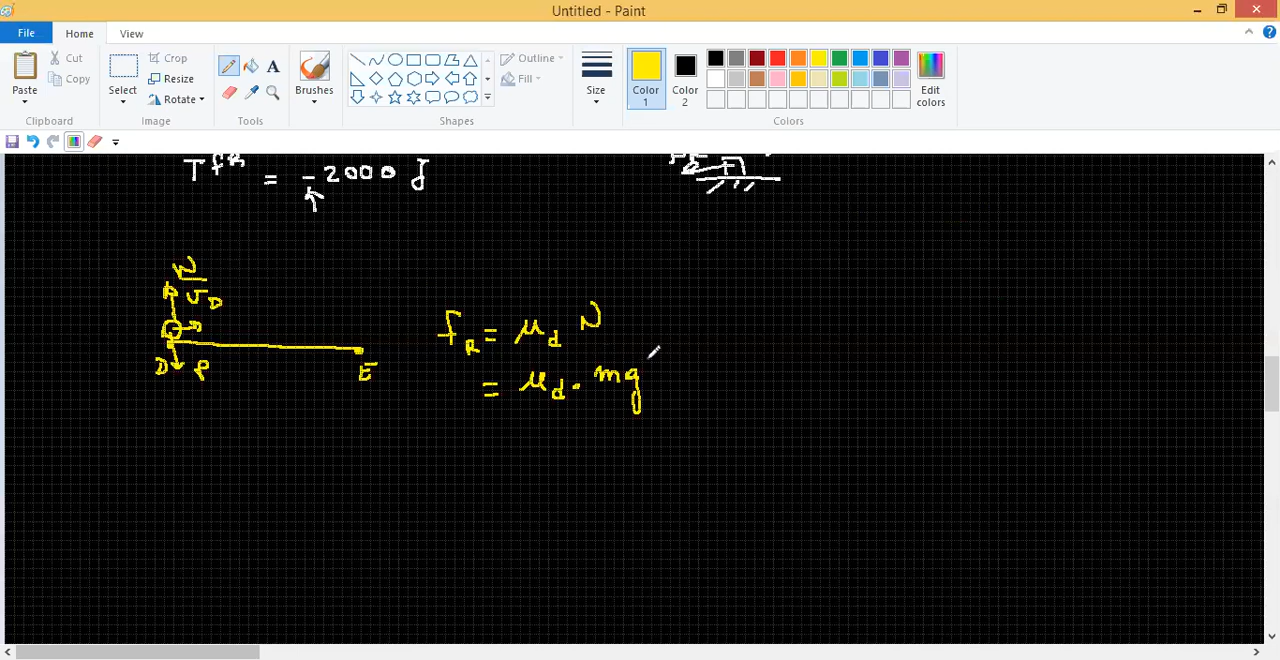 Untitled - Paint
File Home View
Paste
Cut
Copy
Clipboard
Select
Crop
Resize
Rotate
Image
A
Tools
Brushes
Shapes
Outline
Fill
Size
Color 1
Color 2
Edit colors
Colors
T^fR = -2000 J
N
V_D
D P E
f_R = μ_d N
= μ_d . mg